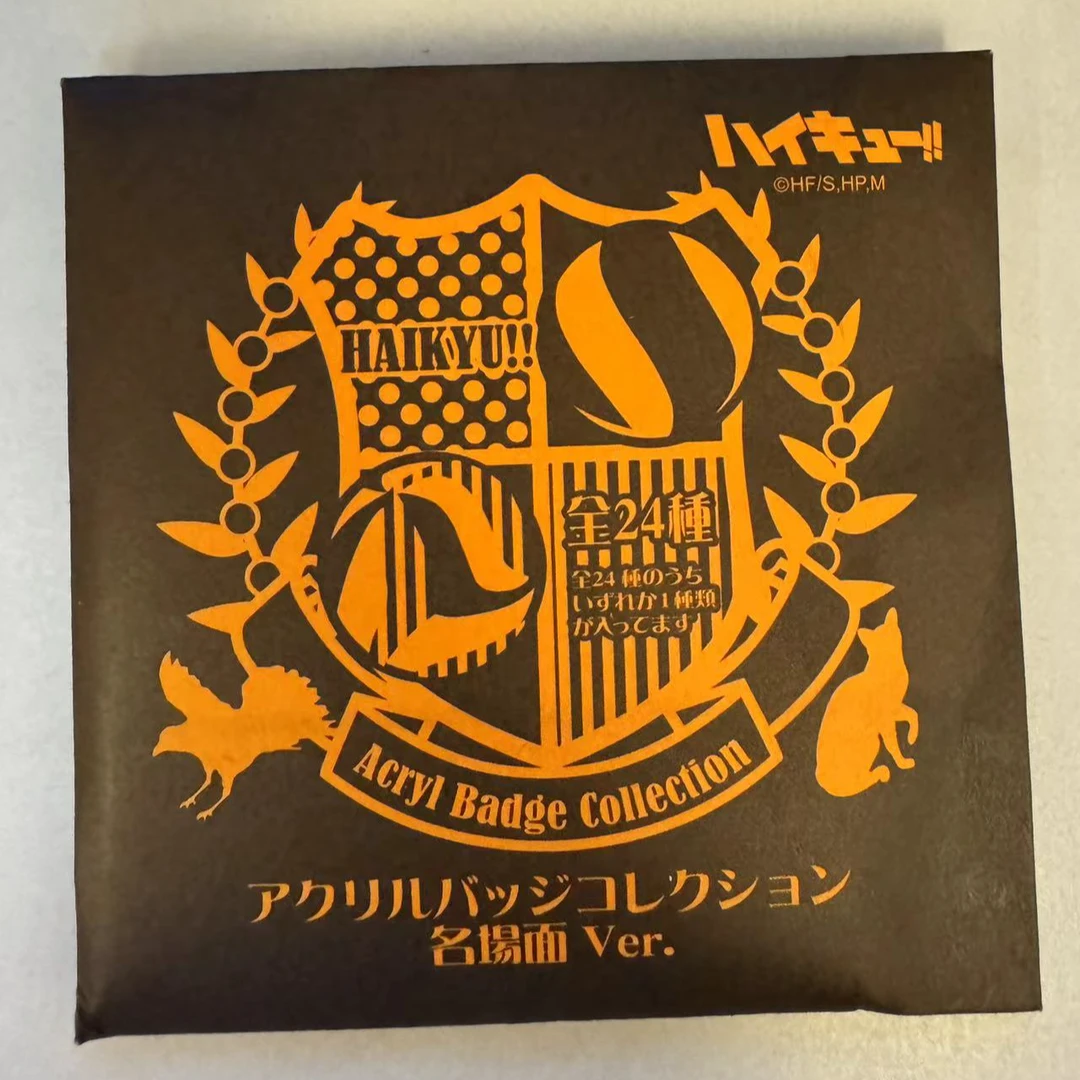 ハイキュー!!
©HF/S,HP,M
HAIKYU!!
全24種
全24種のうち
いずれか1種類
が入ってます
Acryl Badge Collection
アクリルバッジコレクション
名場面 Ver.